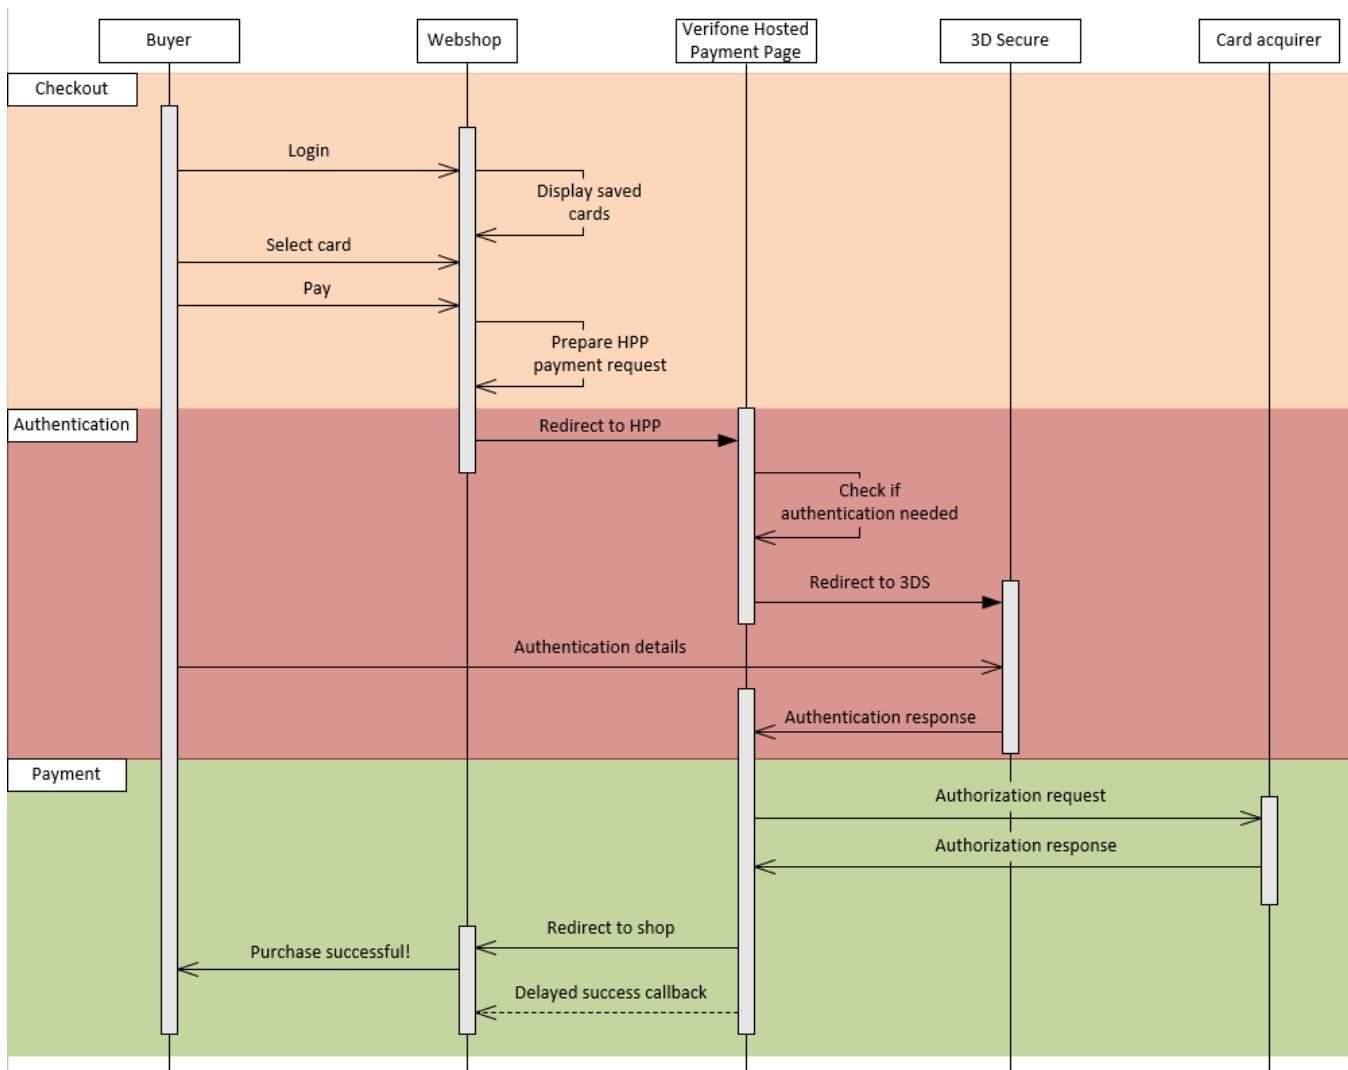 Buyer
Webshop
Verifone Hosted
Payment Page
3D Secure
Card acquirer
Checkout
Login
Display saved
cards
Select card
Pay
Prepare HPP
payment request
Authentication
Redirect to HPP
Check if
authentication needed
Redirect to 3DS
Authentication details
Authentication response
Payment
Authorization request
Authorization response
Redirect to shop
Purchase successful!
Delayed success callback